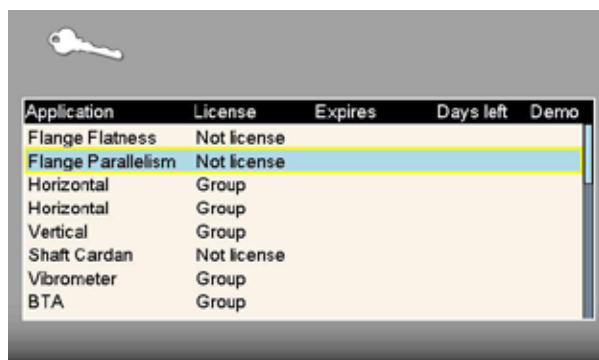 Application License Expires Days left Demo
Flange Flatness Not license
Flange Parallelism Not license
Horizontal Group
Horizontal Group
Vertical Group
Shaft Cardan Not license
Vibrometer Group
BTA Group